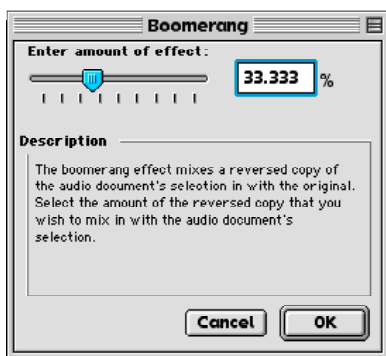 Boomerang
Enter amount of effect:
33.333 %
Description
The boomerang effect mixes a reversed copy of
the audio document's selection in with the original.
Select the amount of the reversed copy that you
wish to mix in with the audio document's
selection.
Cancel OK